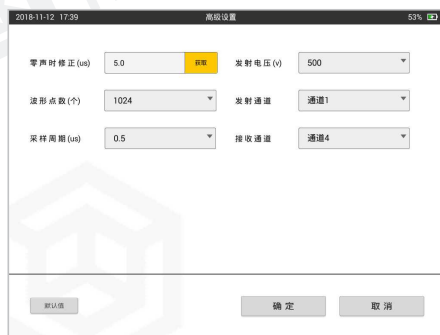 2018-11-12 17:39 高级设置 53%
零声时修正(us) 5.0 获取 发射电压(v) 500
波形点数(个) 1024 发射通道 通道1
采样周期(us) 0.5 接收通道 通道4
默认值 确定 取消